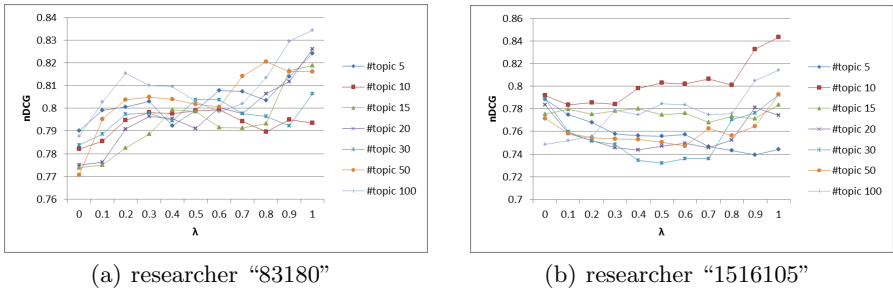 0.84
0.83
0.82
0.81
0.8
0.79
0.78
0.77
0.76
nDCG
0 0.1 0.2 0.3 0.4 0.5 0.6 0.7 0.8 0.9 1
λ
#topic 5
#topic 10
#topic 15
#topic 20
#topic 30
#topic 50
#topic 100
(a) researcher “83180”
0.86
0.84
0.82
0.8
0.78
0.76
0.74
0.72
0.7
nDCG
0 0.1 0.2 0.3 0.4 0.5 0.6 0.7 0.8 0.9 1
λ
#topic 5
#topic 10
#topic 15
#topic 20
#topic 30
#topic 50
#topic 100
(b) researcher “1516105”